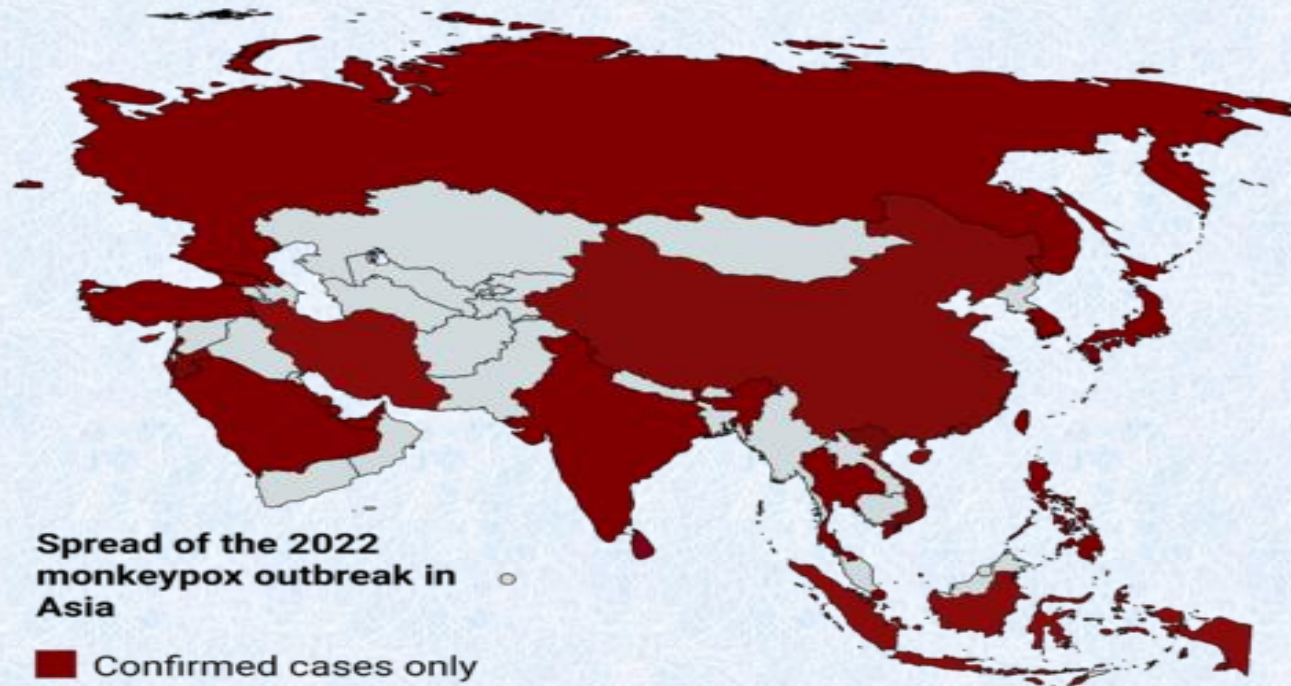 Spread of the 2022
monkeypox outbreak in
Asia
Confirmed cases only